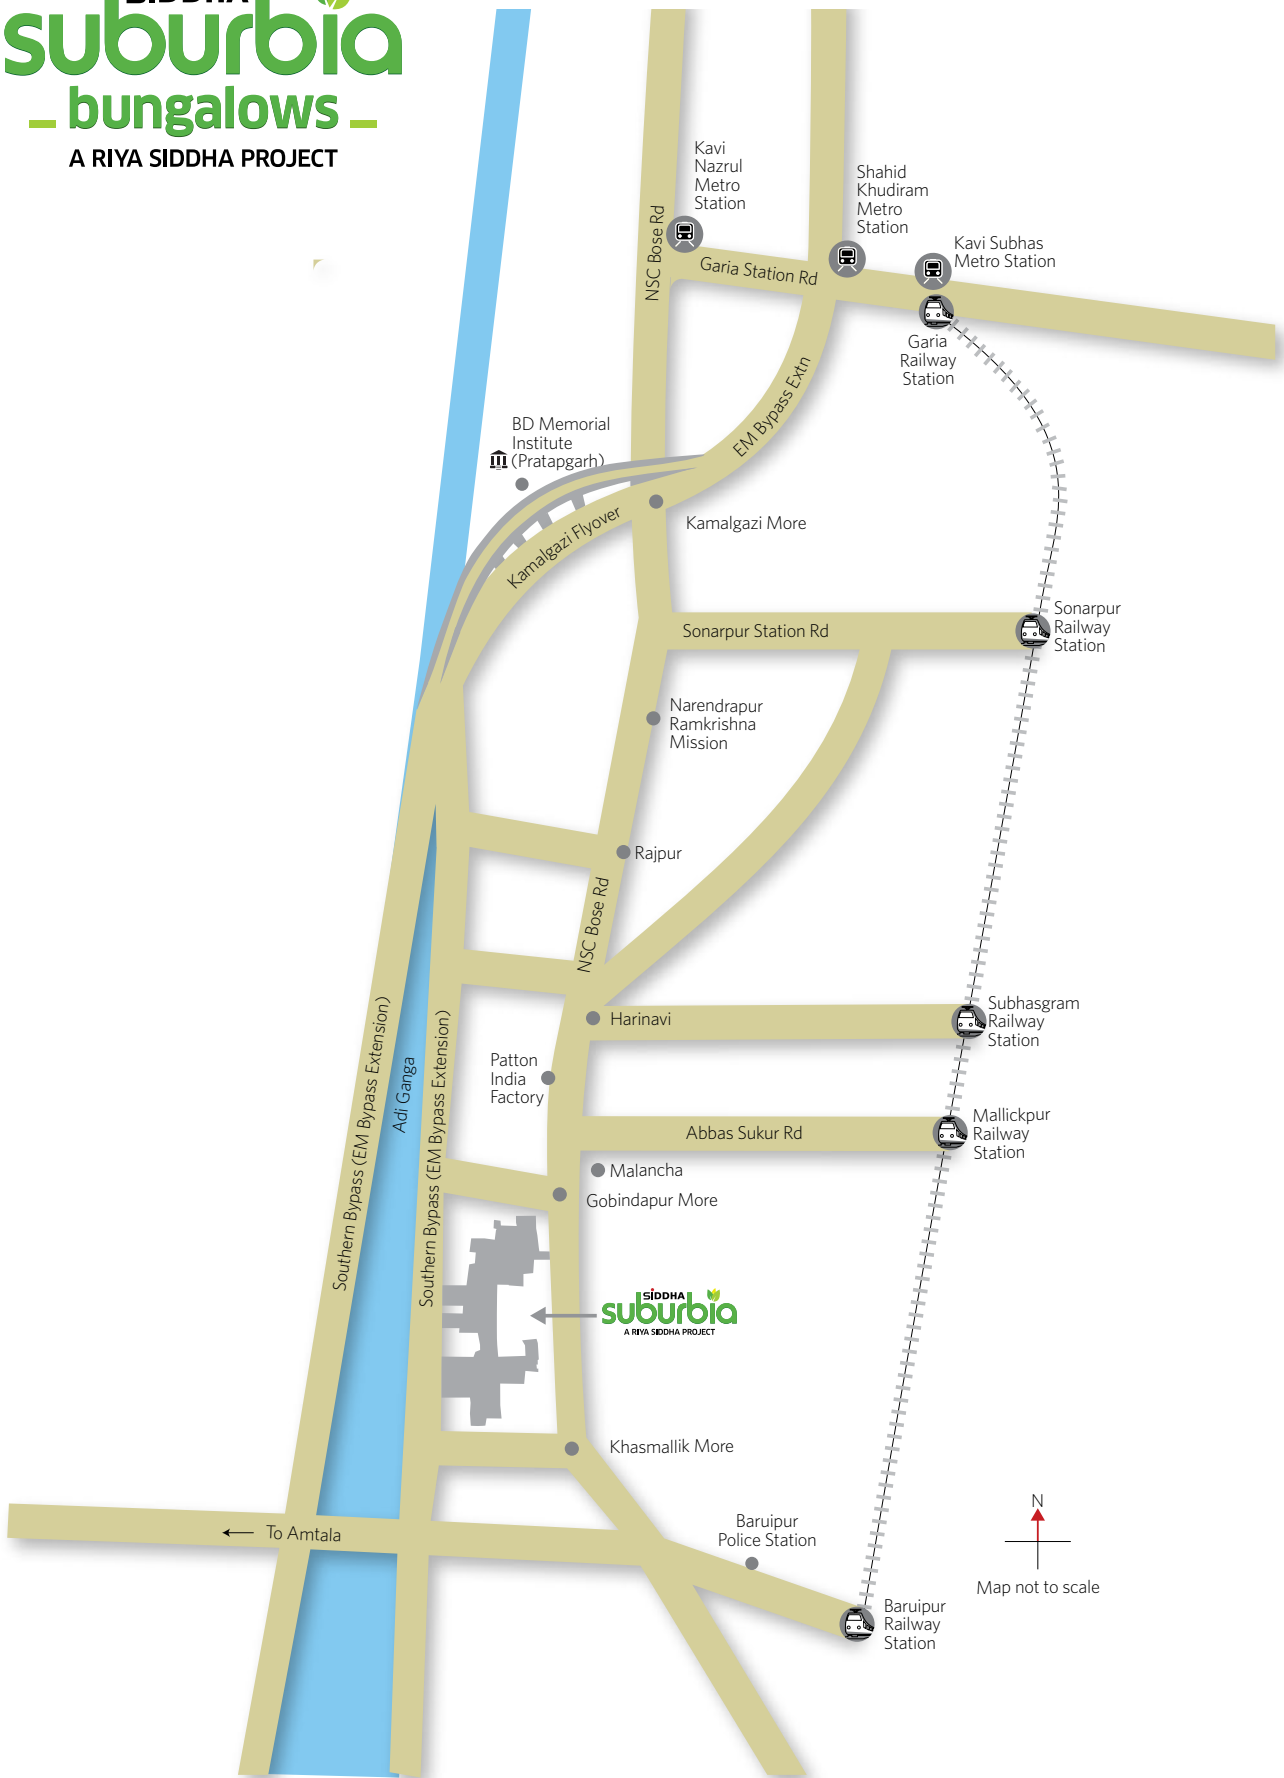 SIDDHA
suburbia
bungalows
A RIYA SIDDHA PROJECT
Kavi
Nazrul
Metro
Station
Shahid
Khudiram
Metro
Station
Kavi Subhas
Metro Station
NSC Bose Rd
Garia Station Rd
Garia
Railway
Station
EM Bypass Extn
BD Memorial
Institute
(Pratapgarh)
Kamalgazi Flyover
Kamalgazi More
Sonarpur Station Rd
Sonarpur
Railway
Station
Narendrapur
Ramkrishna
Mission
Rajpur
NSC Bose Rd
Harinavi
Subhasgram
Railway
Station
Southern Bypass (EM Bypass Extension)
Adi Ganga
Southern Bypass (EM Bypass Extension)
Patton
India
Factory
Abbas Sukur Rd
Mallickpur
Railway
Station
Malancha
Gobindapur More
SIDDHA
suburbia
A RIYA SIDDHA PROJECT
Khasmallik More
To Amtala
Baruipur
Police Station
Baruipur
Railway
Station
N
Map not to scale